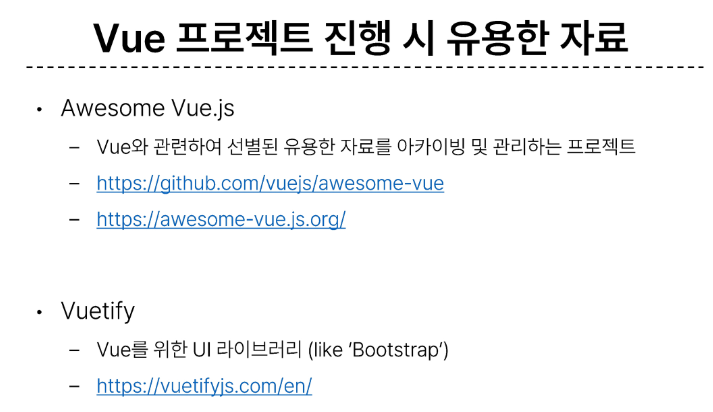 Vue 프로젝트 진행 시 유용한 자료
• Awesome Vue.js
– Vue와 관련하여 선별된 유용한 자료를 아카이빙 및 관리하는 프로젝트
– https://github.com/vuejs/awesome-vue
– https://awesome-vue.js.org/
• Vuetify
– Vue를 위한 UI 라이브러리 (like 'Bootstrap')
– https://vuetifyjs.com/en/